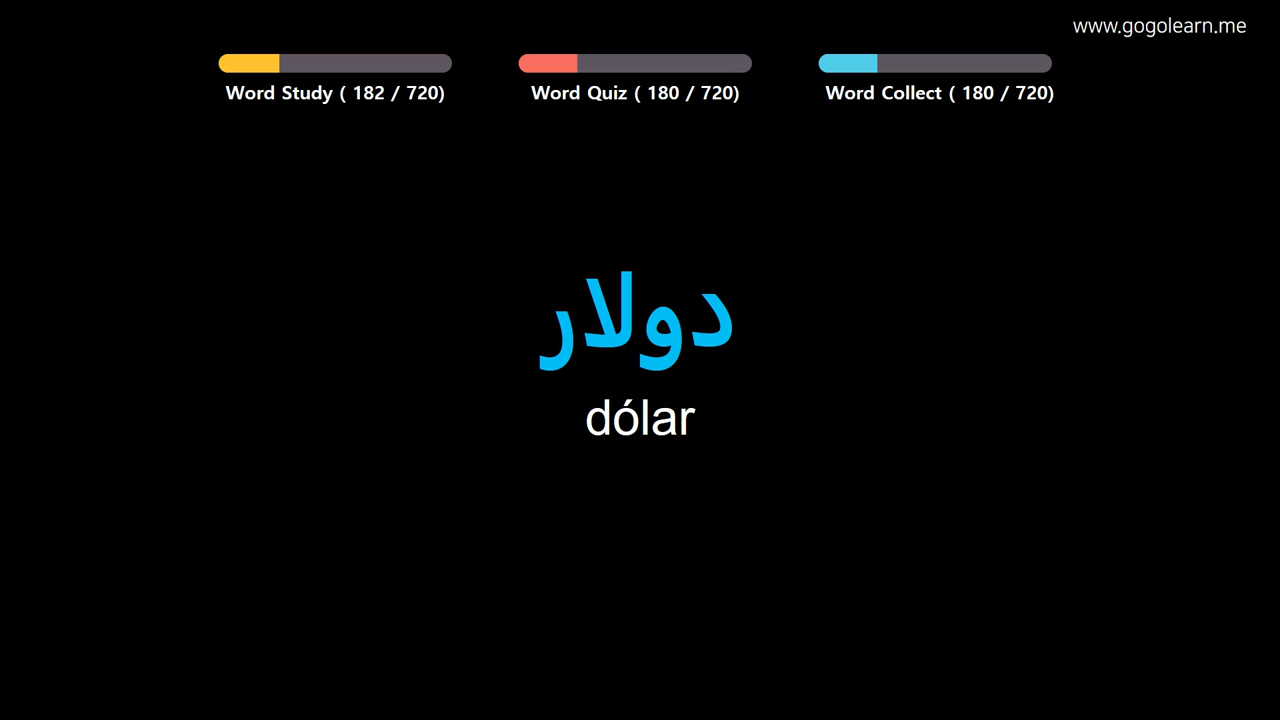 www.gogolearn.me
Word Study ( 182 / 720)
Word Quiz ( 180 / 720)
Word Collect ( 180 / 720)
دولار
dólar